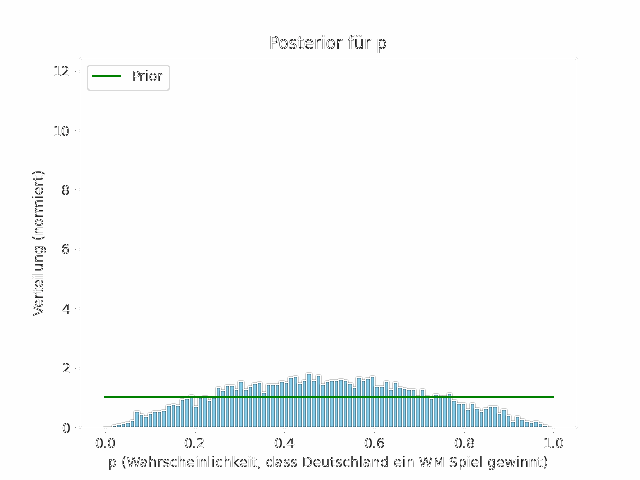 Posterior für p
Prior
12
10
8
6
4
2
0
Verteilung (normiert)
0.0 0.2 0.4 0.6 0.8 1.0
p (Wahrscheinlichkeit, dass Deutschland ein WM Spiel gewinnt)